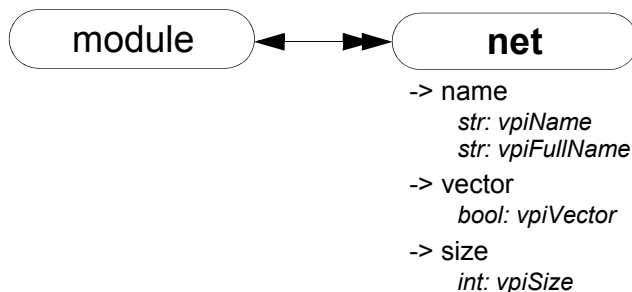 module
net
-> name
str: vpiName
str: vpiFullName
-> vector
bool: vpiVector
-> size
int: vpiSize